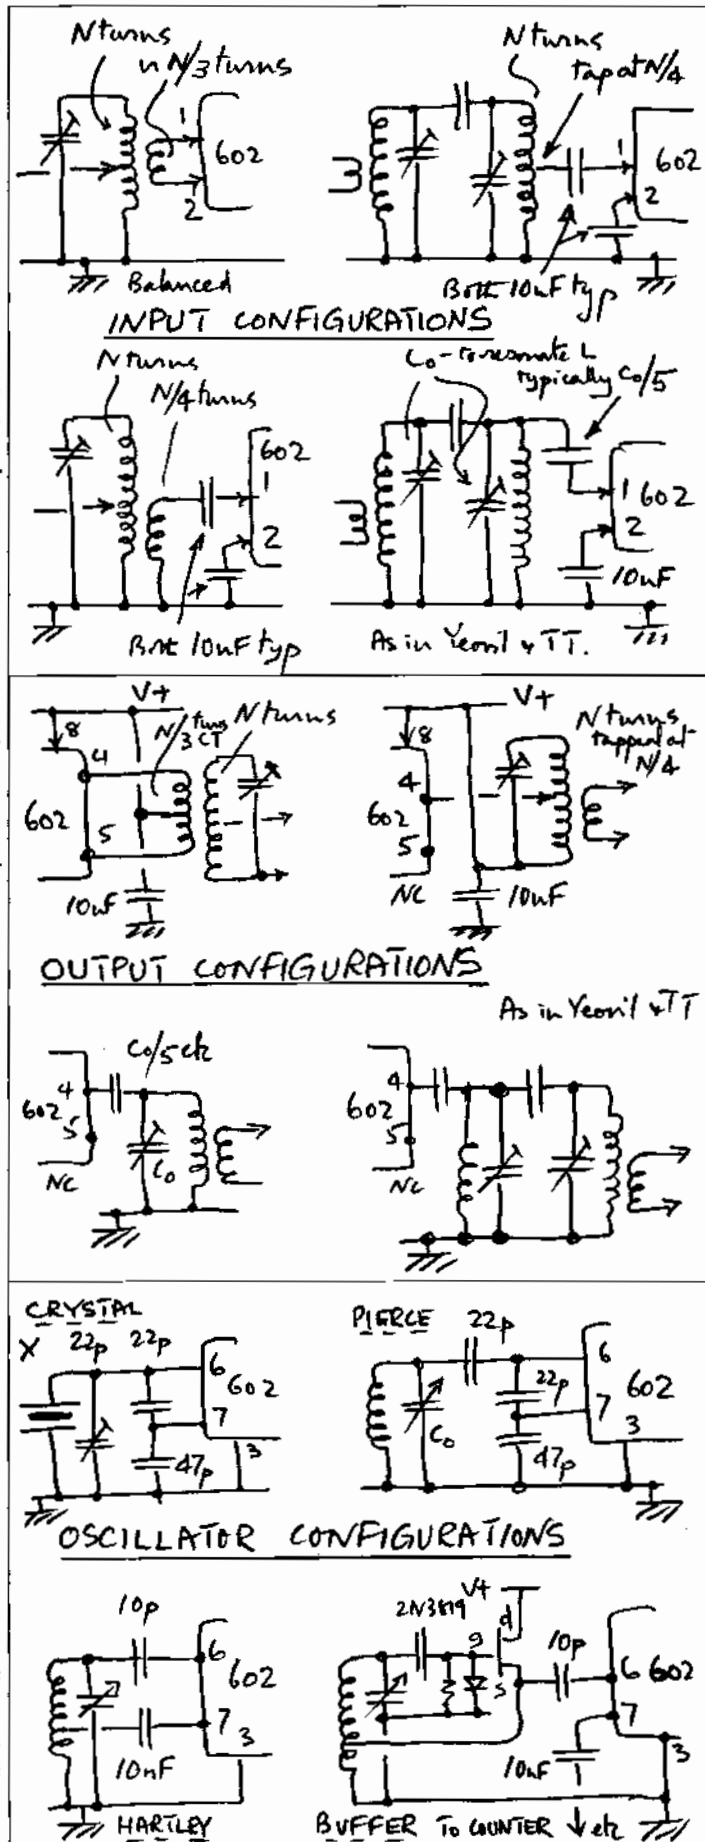 N turns
N/3 turns
1
602
2
Balanced
N turns
tap at N/4
1
602
2
Both 10nF typ
INPUT CONFIGURATIONS
N turns
N/4 turns
602
1
2
Both 10nF typ
Co - to resonate L
typically Co/5
1
602
2
10nF
As in Yeovil & TT.
V+
8
4
N/3 turns CT
N turns
602
5
10nF
V+
8
N turns
tapped at
N/4
4
602
5
NC
10nF
OUTPUT CONFIGURATIONS
As in Yeovil & TT
Co/5 etc
4
602
5
NC
Co
4
602
5
NC
CRYSTAL
X
22p
22p
6
602
7
3
47p
PIERCE
22p
6
22p
602
7
3
Co
47p
OSCILLATOR CONFIGURATIONS
10p
6
602
7
3
10nF
HARTLEY
V+
2N3819
d
g
s
10p
6
602
7
3
10nF
BUFFER TO COUNTER etc